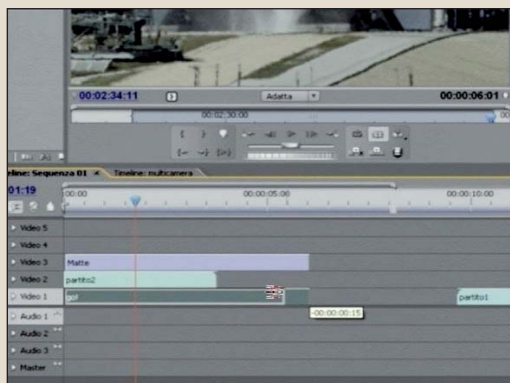 00:02:34:11
Adatta
00:00:06:01
00:02:30:00
Timeline: Sequenza 01
Timeline: multicamera
01:19
00:00
00:00:05:00
00:00:10:00
Video 5
Video 4
Video 3
Matte
Video 2
partito2
Video 1
gol
partito1
-00:00:00:15
Audio 1
Audio 2
Audio 3
Master